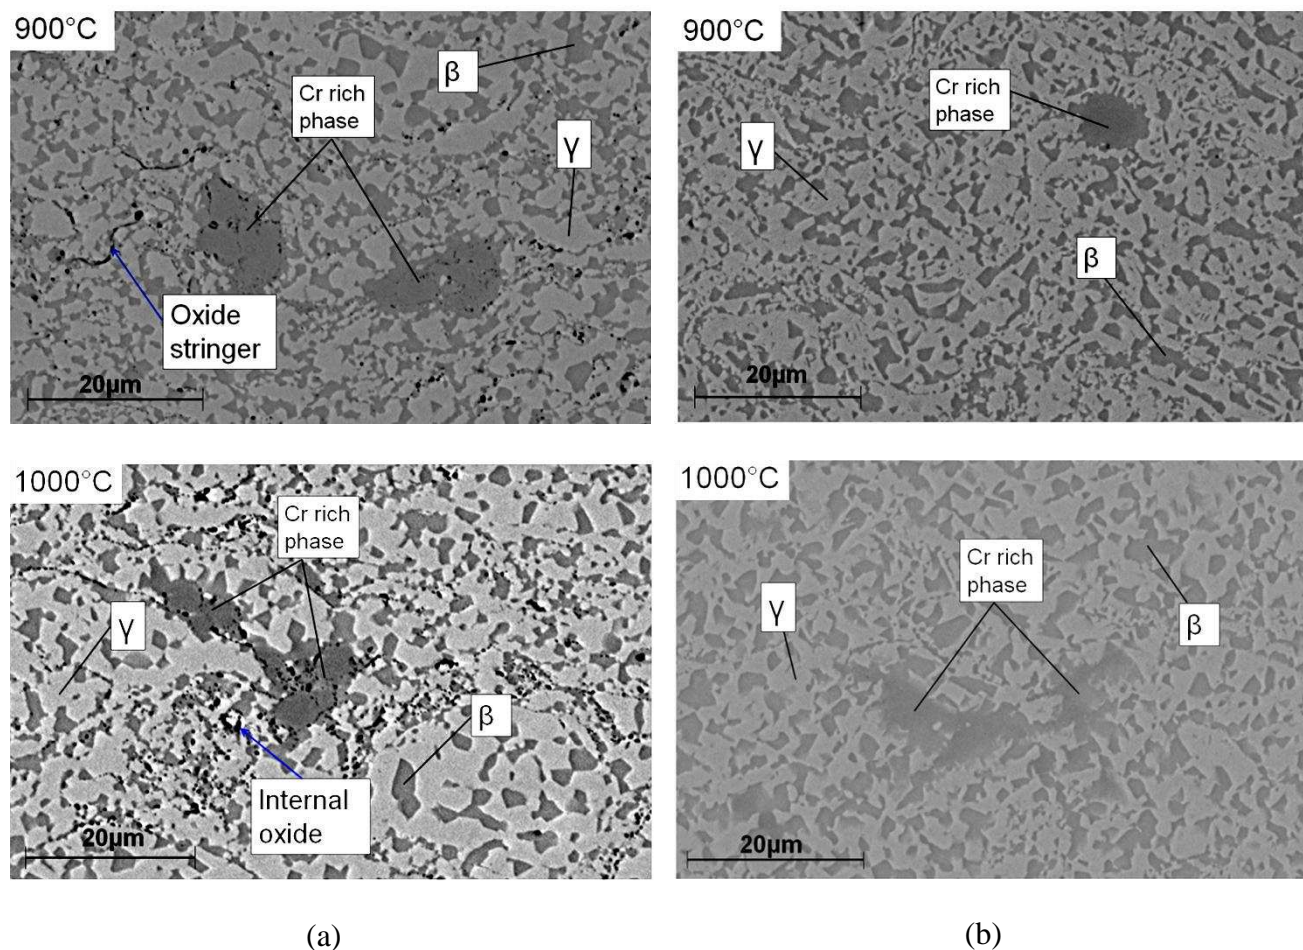 900°C
β
Cr rich
phase
γ
Oxide
stringer
20μm
900°C
Cr rich
phase
γ
β
20μm
1000°C
Cr rich
phase
γ
β
Internal
oxide
20μm
1000°C
Cr rich
phase
γ
β
20μm
(a)
(b)